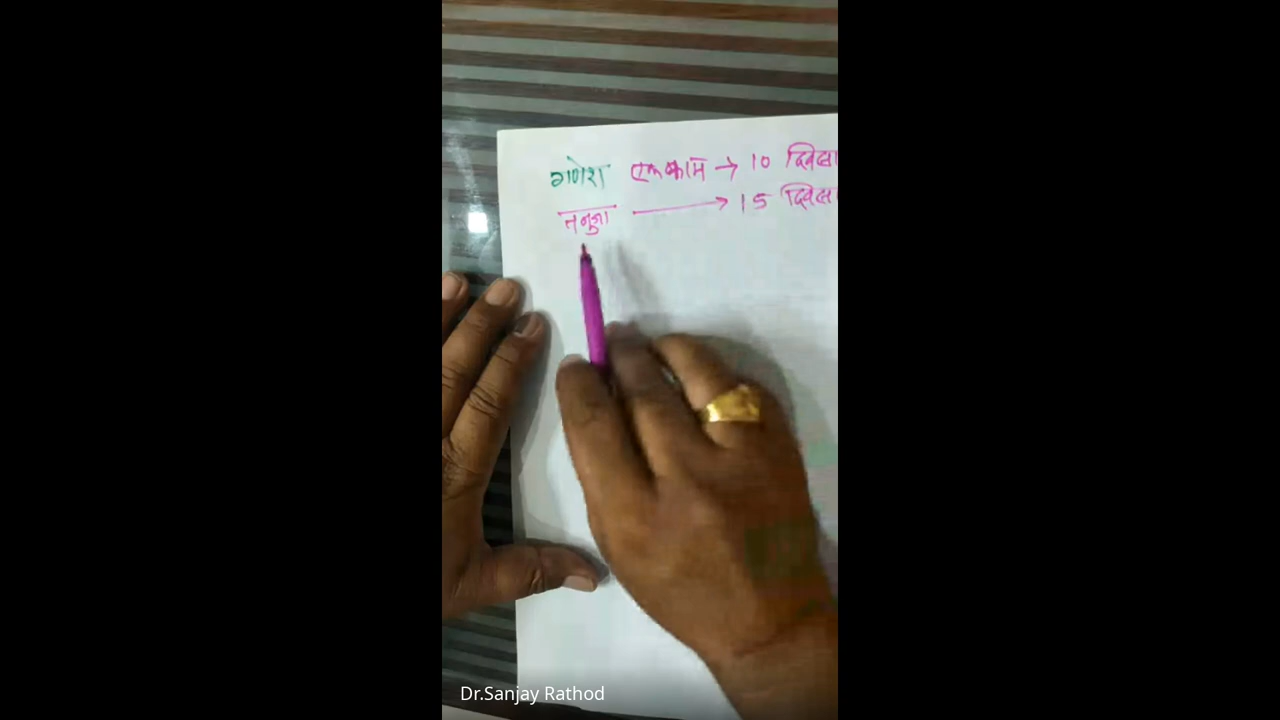 गणेश एक काम → 10 दिवसा
तनुजा → 15 दिवसा
Dr.Sanjay Rathod